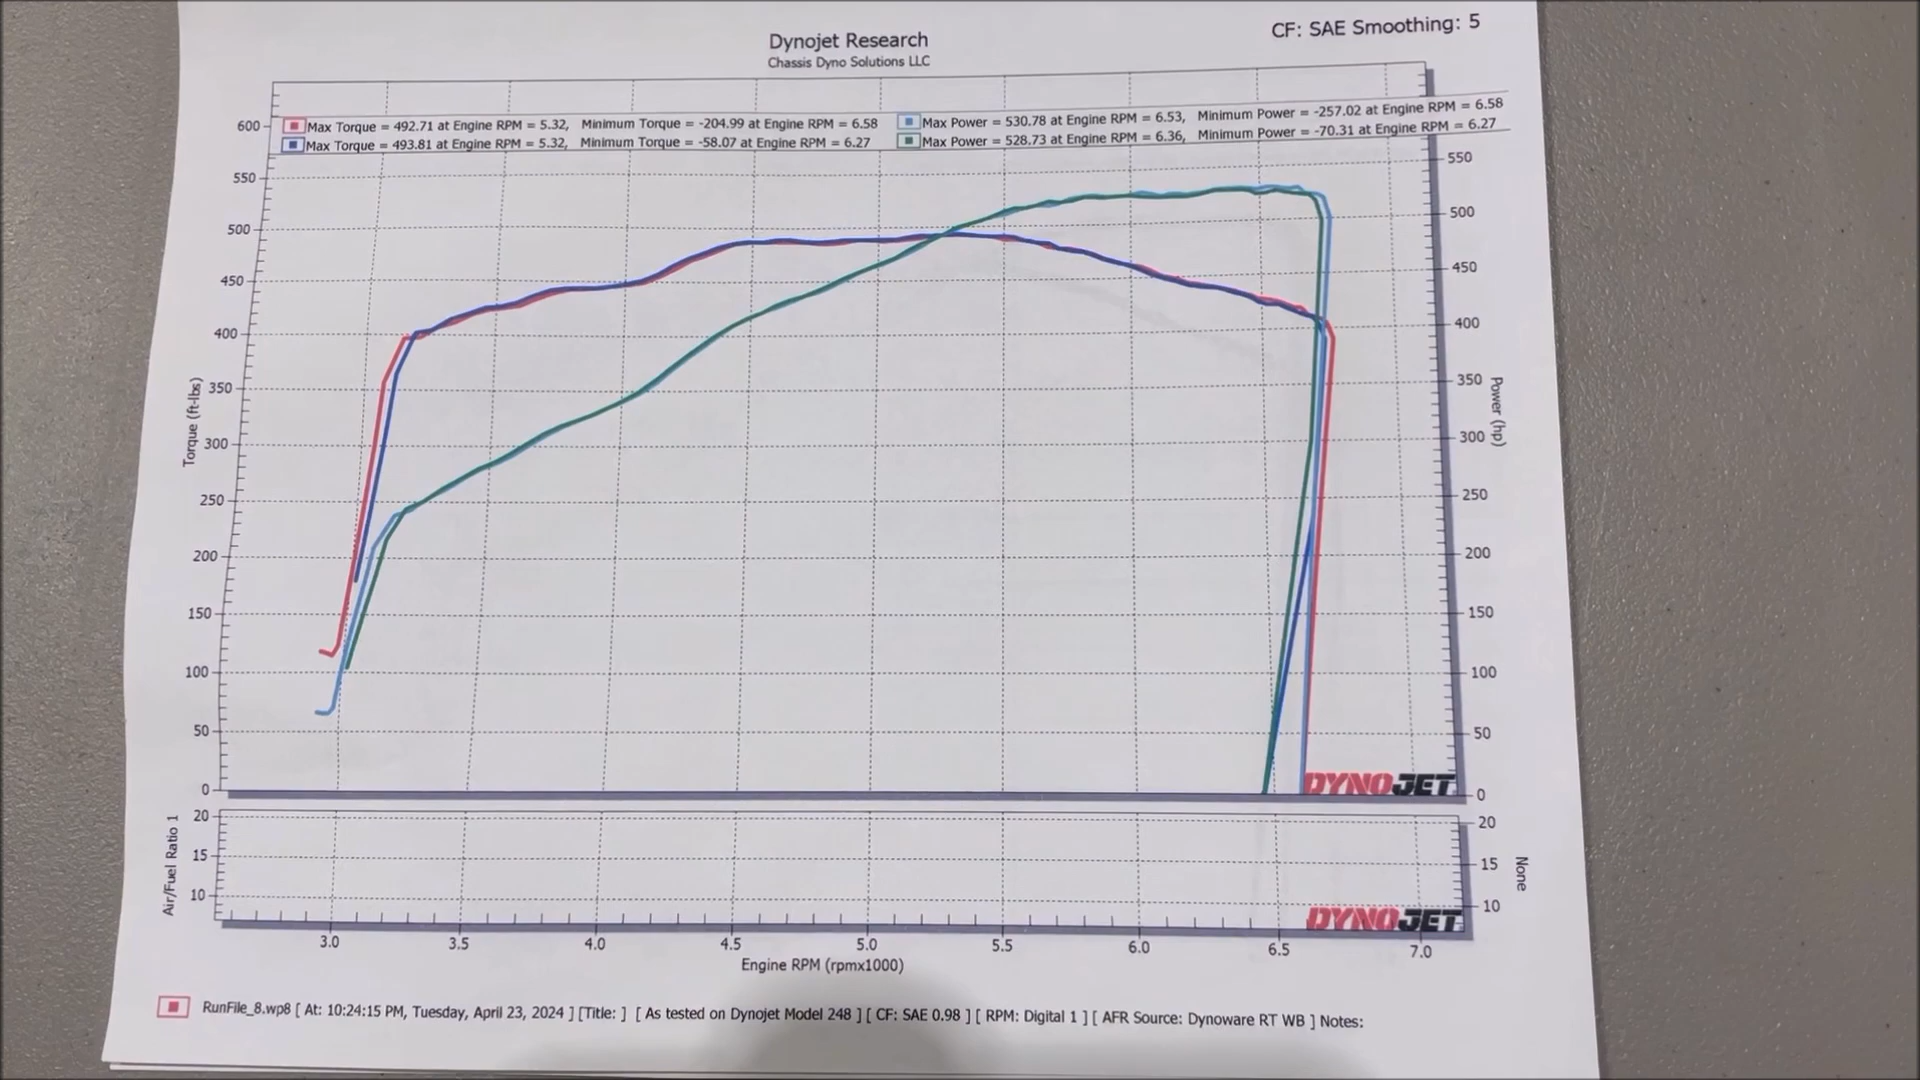 Dynojet Research
Chassis Dyno Solutions LLC
CF: SAE Smoothing: 5
Max Torque = 492.71 at Engine RPM = 5.32, Minimum Torque = -204.99 at Engine RPM = 6.58
Max Power = 530.78 at Engine RPM = 6.53, Minimum Power = -257.02 at Engine RPM = 6.58
Max Torque = 493.81 at Engine RPM = 5.32, Minimum Torque = -58.07 at Engine RPM = 6.27
Max Power = 528.73 at Engine RPM = 6.36, Minimum Power = -70.31 at Engine RPM = 6.27
600
550
500
450
400
350
300
250
200
150
100
50
0
Torque (ft-lbs)
550
500
450
400
350
300
250
200
150
100
50
0
Power (hp)
DYNOJET
20
15
10
Air/Fuel Ratio 1
20
15
10
None
DYNOJET
3.0 3.5 4.0 4.5 5.0 5.5 6.0 6.5 7.0
Engine RPM (rpmx1000)
RunFile_8.wp8 [ At: 10:24:15 PM, Tuesday, April 23, 2024 ] [Title: ] [ As tested on Dynojet Model 248 ] [ CF: SAE 0.98 ] [ RPM: Digital 1 ] [ AFR Source: Dynoware RT WB ] Notes: